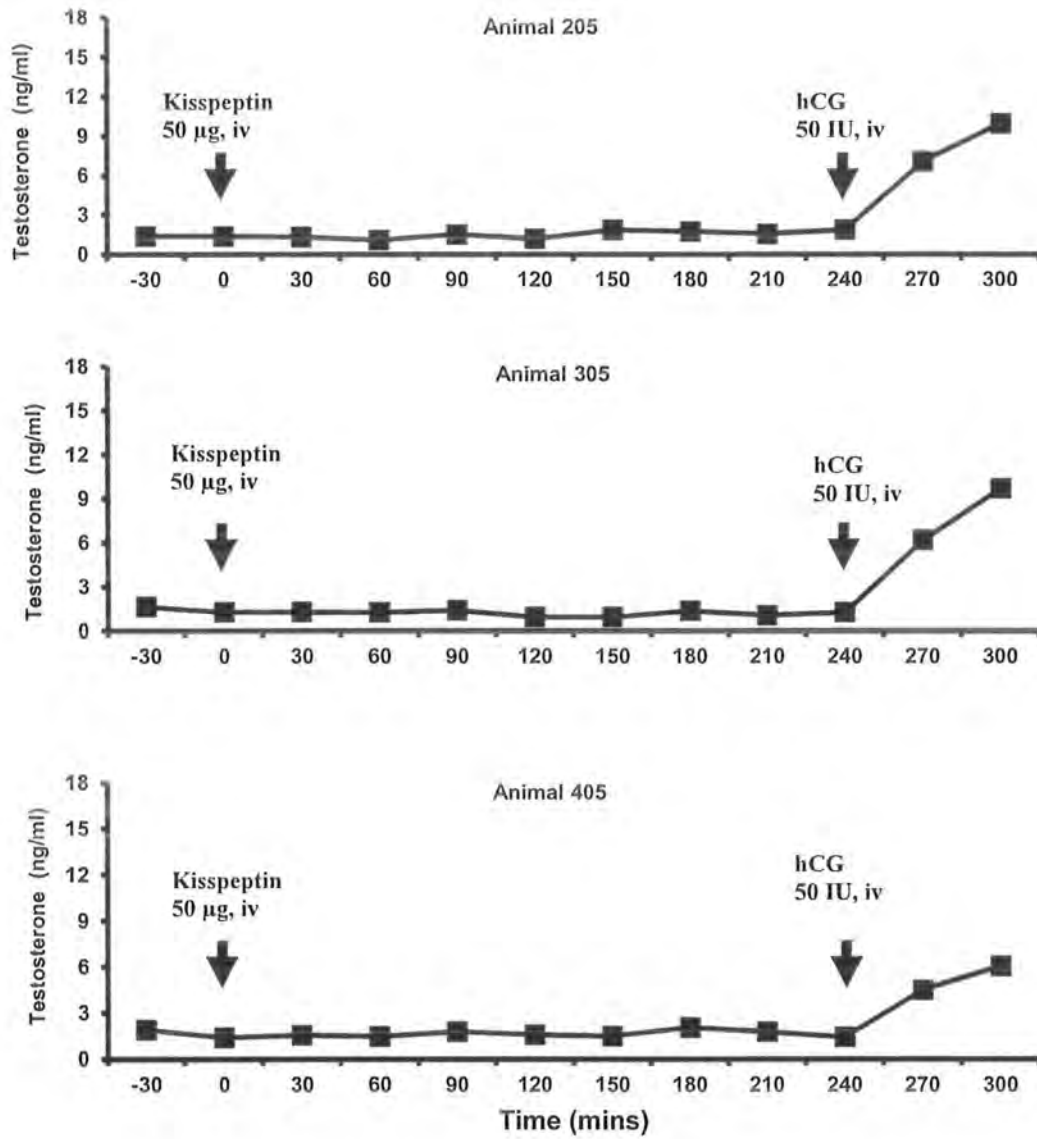 Animal 205
Testosterone (ng/ml)
18
15
12
9
6
3
0
Kisspeptin
50 µg, iv
hCG
50 IU, iv
-30 0 30 60 90 120 150 180 210 240 270 300
Animal 305
Testosterone (ng/ml)
18
15
12
9
6
3
0
Kisspeptin
50 µg, iv
hCG
50 IU, iv
-30 0 30 60 90 120 150 180 210 240 270 300
Animal 405
Testosterone (ng/ml)
18
15
12
9
6
3
0
Kisspeptin
50 µg, iv
hCG
50 IU, iv
-30 0 30 60 90 120 150 180 210 240 270 300
Time (mins)